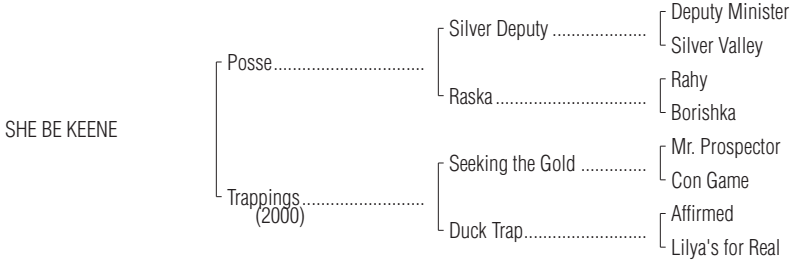 Deputy Minister
Silver Deputy .....................
Silver Valley
Posse.................................
Rahy
Raska ..................................
Borishka
SHE BE KEENE
Mr. Prospector
Seeking the Gold ...............
Con Game
Trappings...........................
(2000)
Affirmed
Duck Trap............................
Lilya's for Real